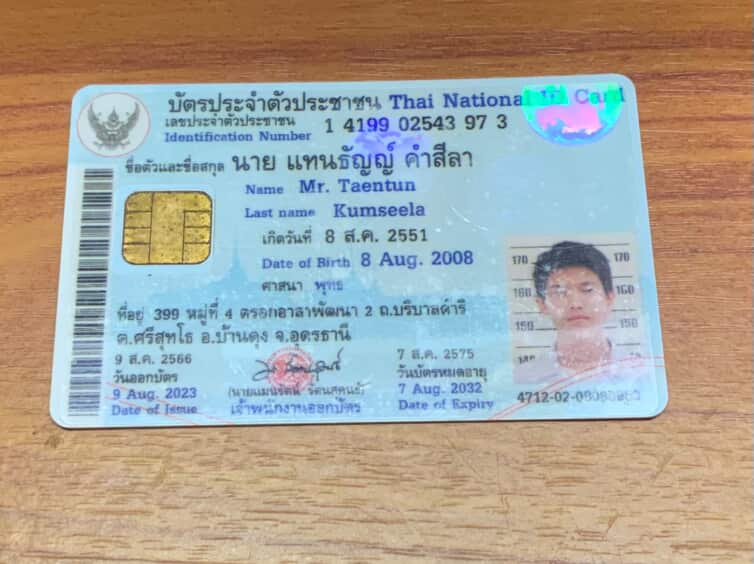 บัตรประจำตัวประชาชน Thai National ID Card
เลขประจำตัวประชาชน
Identification Number 1 4199 02543 97 3
ชื่อตัวและชื่อสกุล นาย แทนธัญญ์ คำสีลา
Name Mr. Taentun
Last name Kumseela
เกิดวันที่ 8 ส.ค. 2551
Date of Birth 8 Aug. 2008
ศาสนา พุทธ
ที่อยู่ 399 หมู่ที่ 4 ตรอกอาลาพัฒนา 2 ถ.บริบาลดำริ
ต.ศรีสุทโธ อ.บ้านดุง จ.อุดรธานี
9 ส.ค. 2566
วันออกบัตร
9 Aug. 2023
Date of Issue
เจ้าพนักงานออกบัตร
7 ส.ค. 2575
วันบัตรหมดอายุ
7 Aug. 2032
Date of Expiry
170 170
160 160
150 150
4712-02-